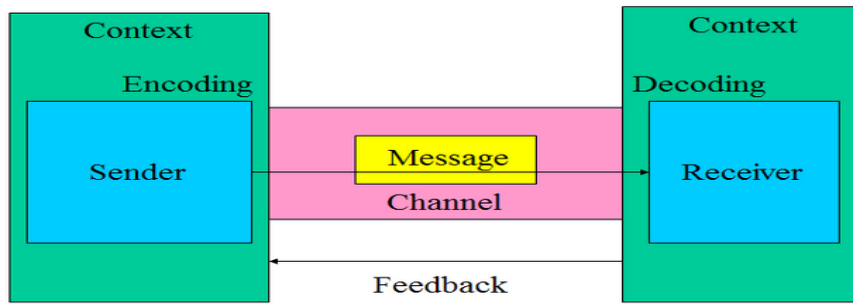 Context
Context
Encoding
Decoding
Sender
Message
Receiver
Channel
Feedback